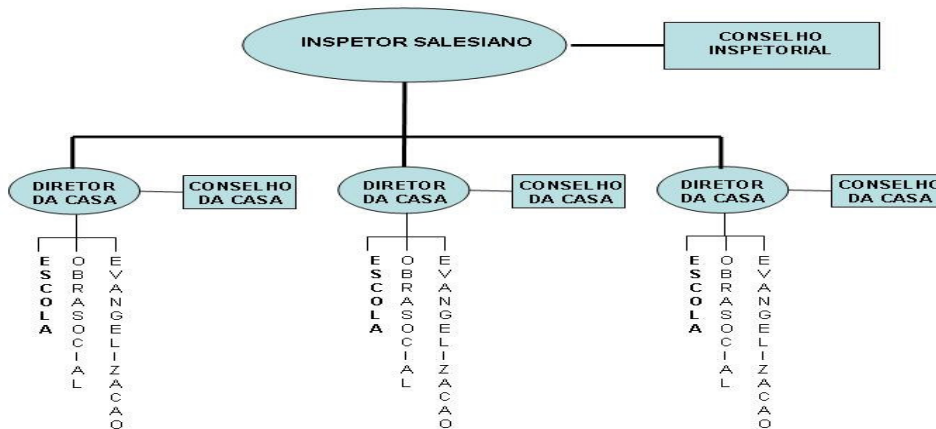 INSPETOR SALESIANO
CONSELHO
INSPETORIAL
DIRETOR
DA CASA
CONSELHO
DA CASA
DIRETOR
DA CASA
CONSELHO
DA CASA
DIRETOR
DA CASA
CONSELHO
DA CASA
ESCOLA
OBRASOCIAL
EVANGELIZACAO
ESCOLA
OBRASOCIAL
EVANGELIZACAO
ESCOLA
OBRASOCIAL
EVANGELIZACAO